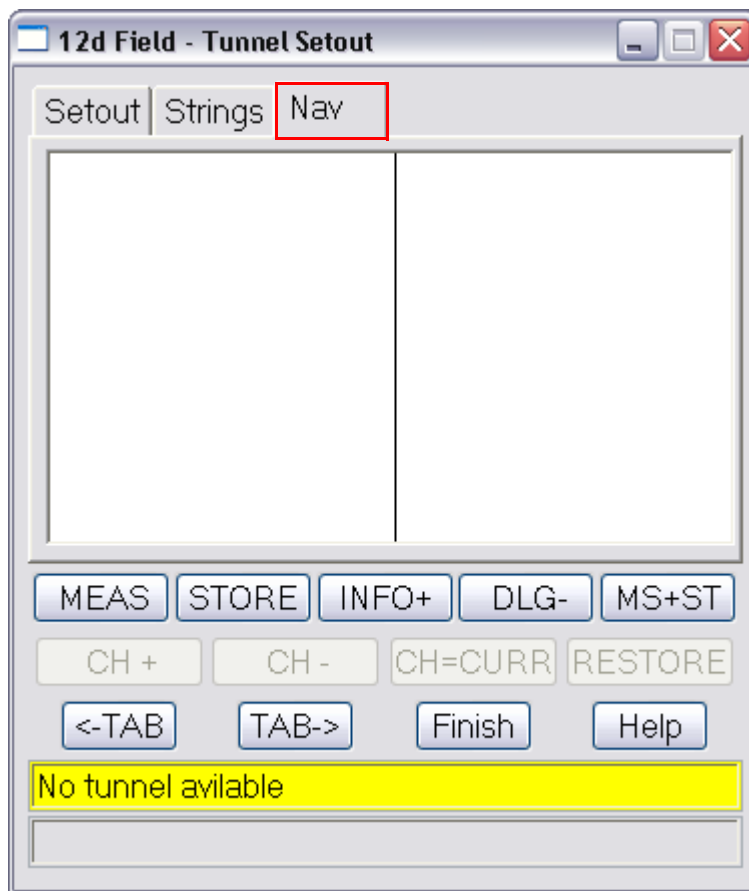 12d Field - Tunnel Setout
Setout Strings Nav
MEAS STORE INFO+ DLG- MS+ST
CH + CH - CH=CURR RESTORE
<-TAB TAB-> Finish Help
No tunnel avilable